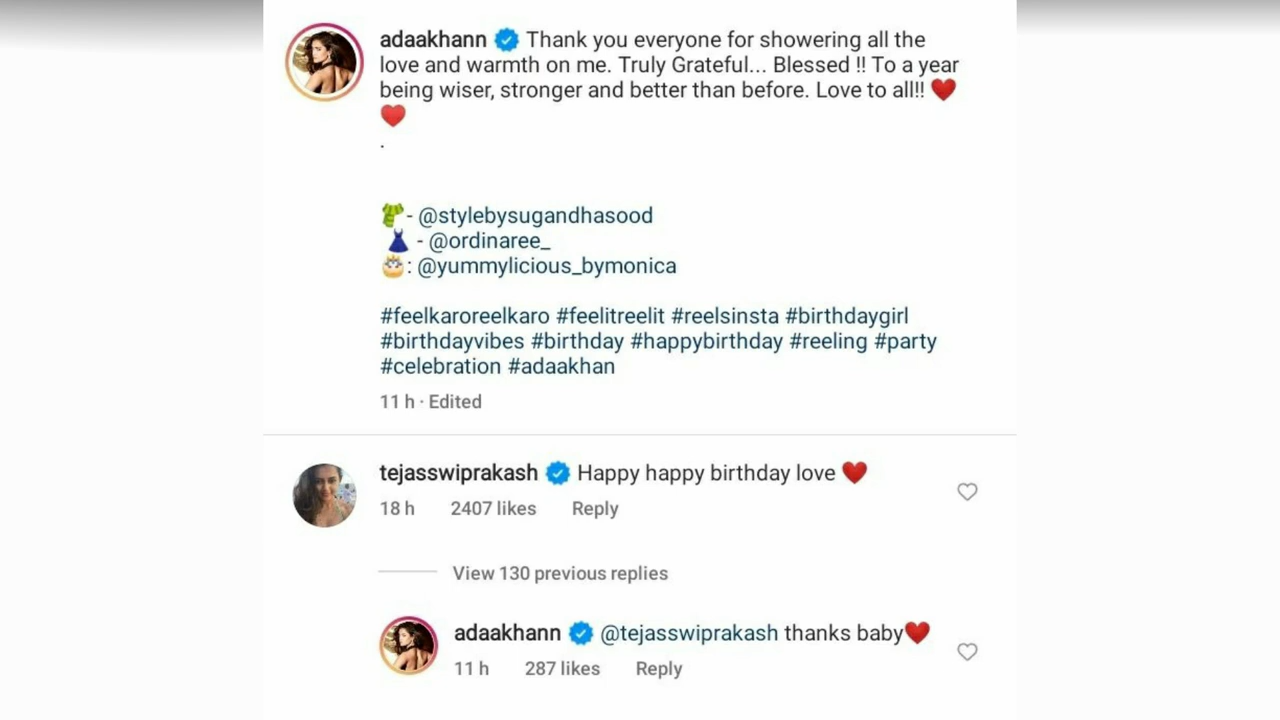 adaakhann Thank you everyone for showering all the
love and warmth on me. Truly Grateful... Blessed !! To a year
being wiser, stronger and better than before. Love to all!! ❤️
❤️
.
👗- @stylebysugandhasood
👗 - @ordinaree_
🎂: @yummylicious_bymonica
#feelkaroreelkaro #feelitreelit #reelsinsta #birthdaygirl
#birthdayvibes #birthday #happybirthday #reeling #party
#celebration #adaakhan
11 h · Edited
tejasswiprakash Happy happy birthday love ❤️
18 h 2407 likes Reply
View 130 previous replies
adaakhann @tejasswiprakash thanks baby❤️
11 h 287 likes Reply